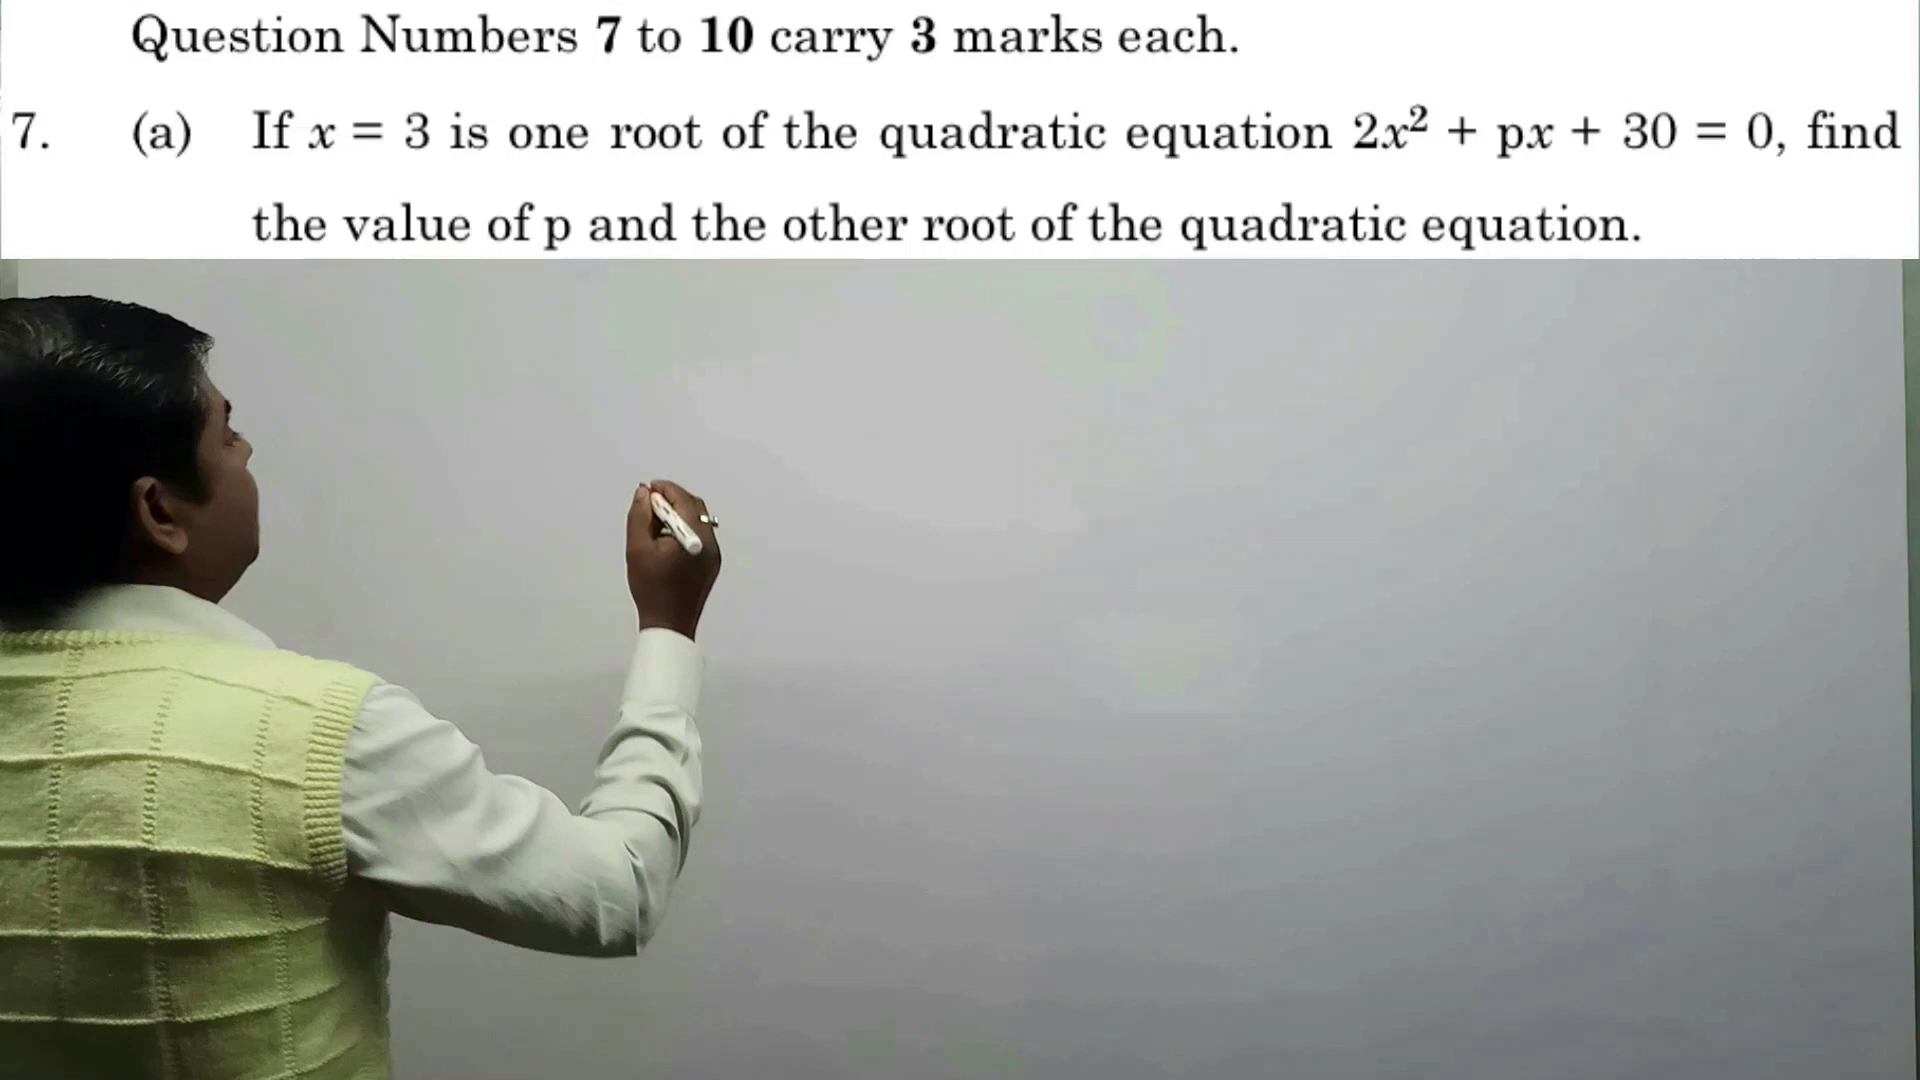 Question Numbers 7 to 10 carry 3 marks each.
7. (a) If x = 3 is one root of the quadratic equation 2x² + px + 30 = 0, find
the value of p and the other root of the quadratic equation.